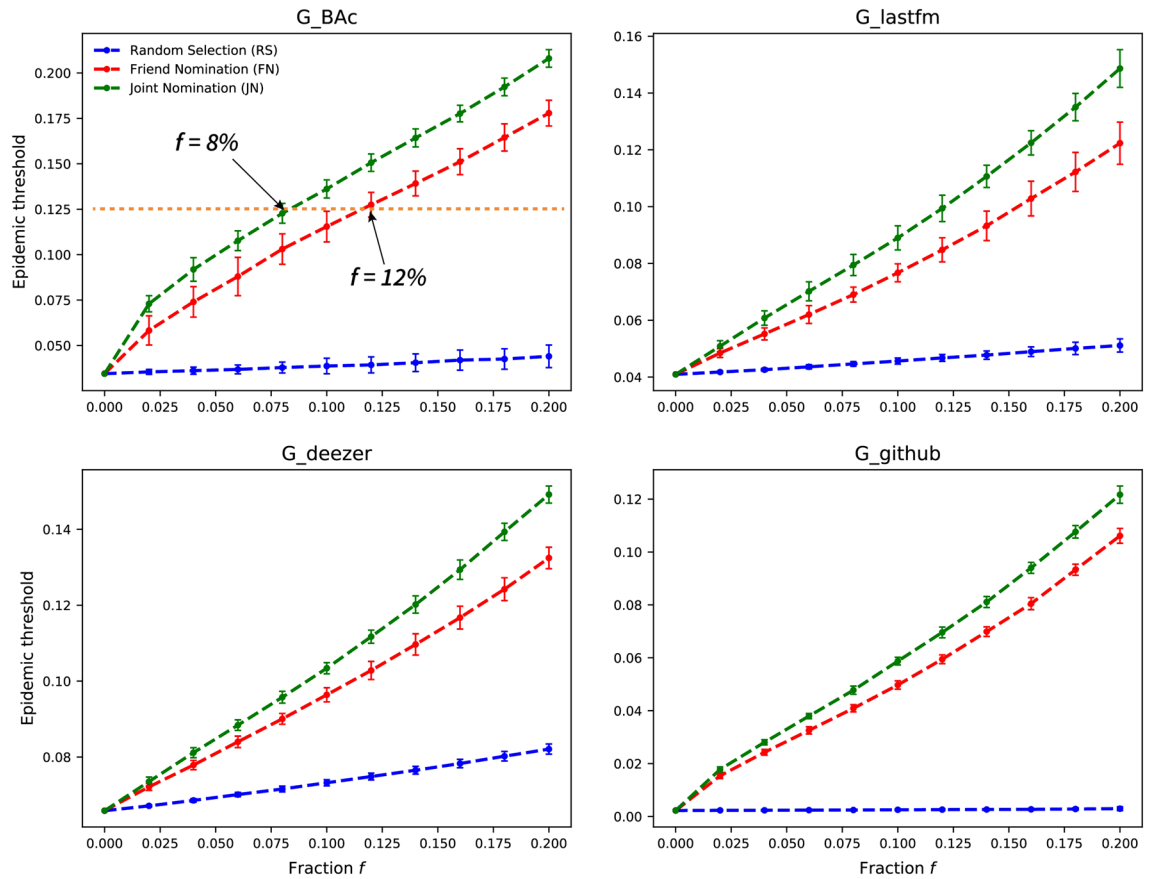 G_BAc
G_lastfm
Random Selection (RS)
Friend Nomination (FN)
Joint Nomination (JN)
f = 8%
f = 12%
Epidemic threshold
0.200
0.175
0.150
0.125
0.100
0.075
0.050
0.000 0.025 0.050 0.075 0.100 0.125 0.150 0.175 0.200
0.16
0.14
0.12
0.10
0.08
0.06
0.04
0.000 0.025 0.050 0.075 0.100 0.125 0.150 0.175 0.200
G_deezer
G_github
Epidemic threshold
0.14
0.12
0.10
0.08
0.000 0.025 0.050 0.075 0.100 0.125 0.150 0.175 0.200
Fraction f
0.12
0.10
0.08
0.06
0.04
0.02
0.00
0.000 0.025 0.050 0.075 0.100 0.125 0.150 0.175 0.200
Fraction f